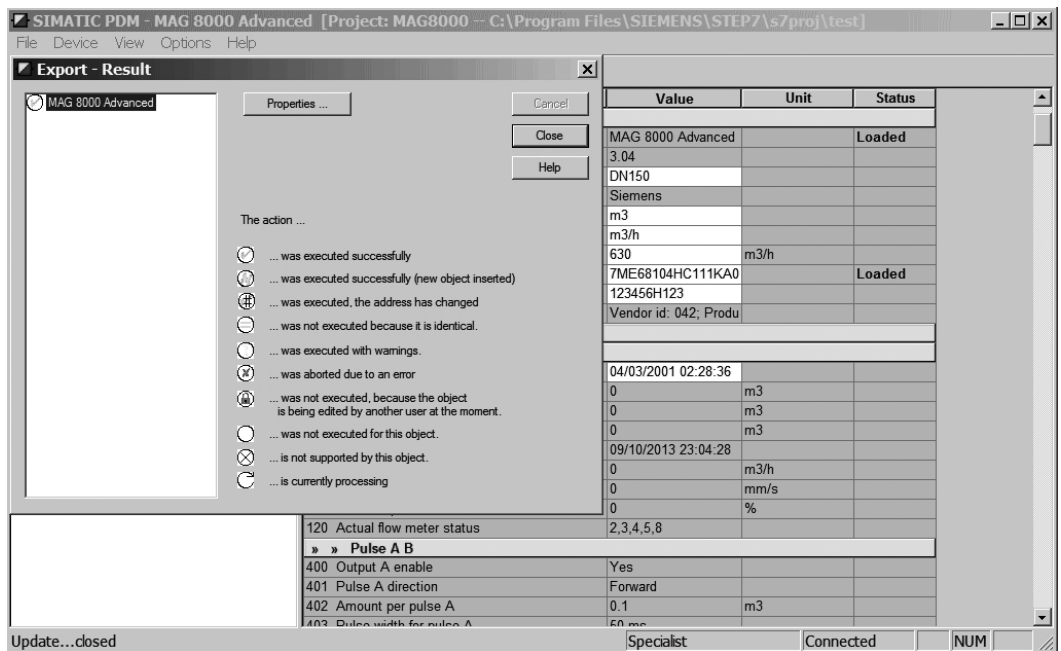 SIMATIC PDM - MAG 8000 Advanced [Project: MAG8000 -- C:\Program Files\SIEMENS\STEP7\s7proj\test]
File Device View Options Help
Export - Result
MAG 8000 Advanced
Properties ...
Cancel
Close
Help
The action ...
... was executed successfully
... was executed successfully (new object inserted)
... was executed, the address has changed
... was not executed because it is identical.
... was executed with warnings.
... was aborted due to an error
... was not executed, because the object
is being edited by another user at the moment.
... was not executed for this object.
... is not supported by this object.
... is currently processing
Value Unit Status
MAG 8000 Advanced Loaded
3.04
DN150
Siemens
m3
m3/h
630 m3/h
7ME68104HC111KA0 Loaded
123456H123
Vendor id: 042; Produ
04/03/2001 02:28:36
0 m3
0 m3
0 m3
09/10/2013 23:04:28
0 m3/h
0 mm/s
0 %
120 Actual flow meter status 2,3,4,5,8
» » Pulse A B
400 Output A enable Yes
401 Pulse A direction Forward
402 Amount per pulse A 0.1 m3
403 Pulse width for pulse A 50 ms
Update...closed Specialist Connected NUM